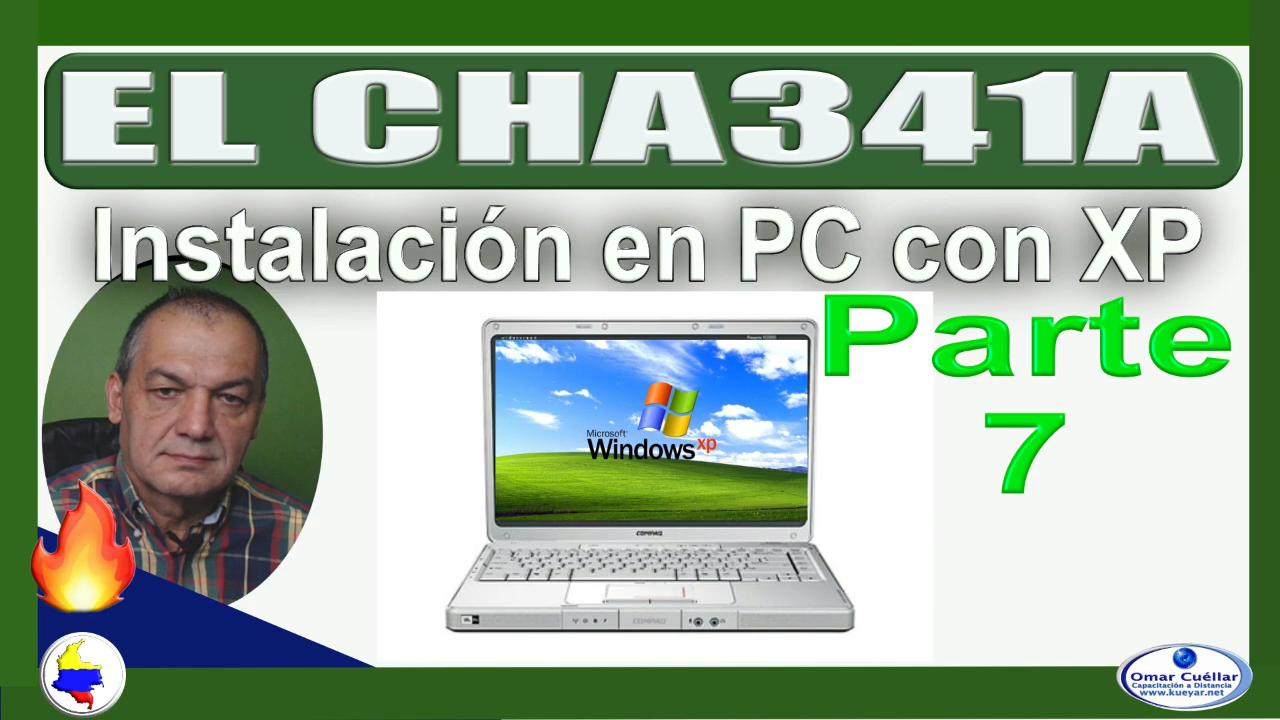 EL CHA341A
Instalación en PC con XP
Parte
7
Microsoft
Windows xp
COMPAQ
COMPAQ
Omar Cuéllar
Capacitación a Distancia
www.kueyar.net